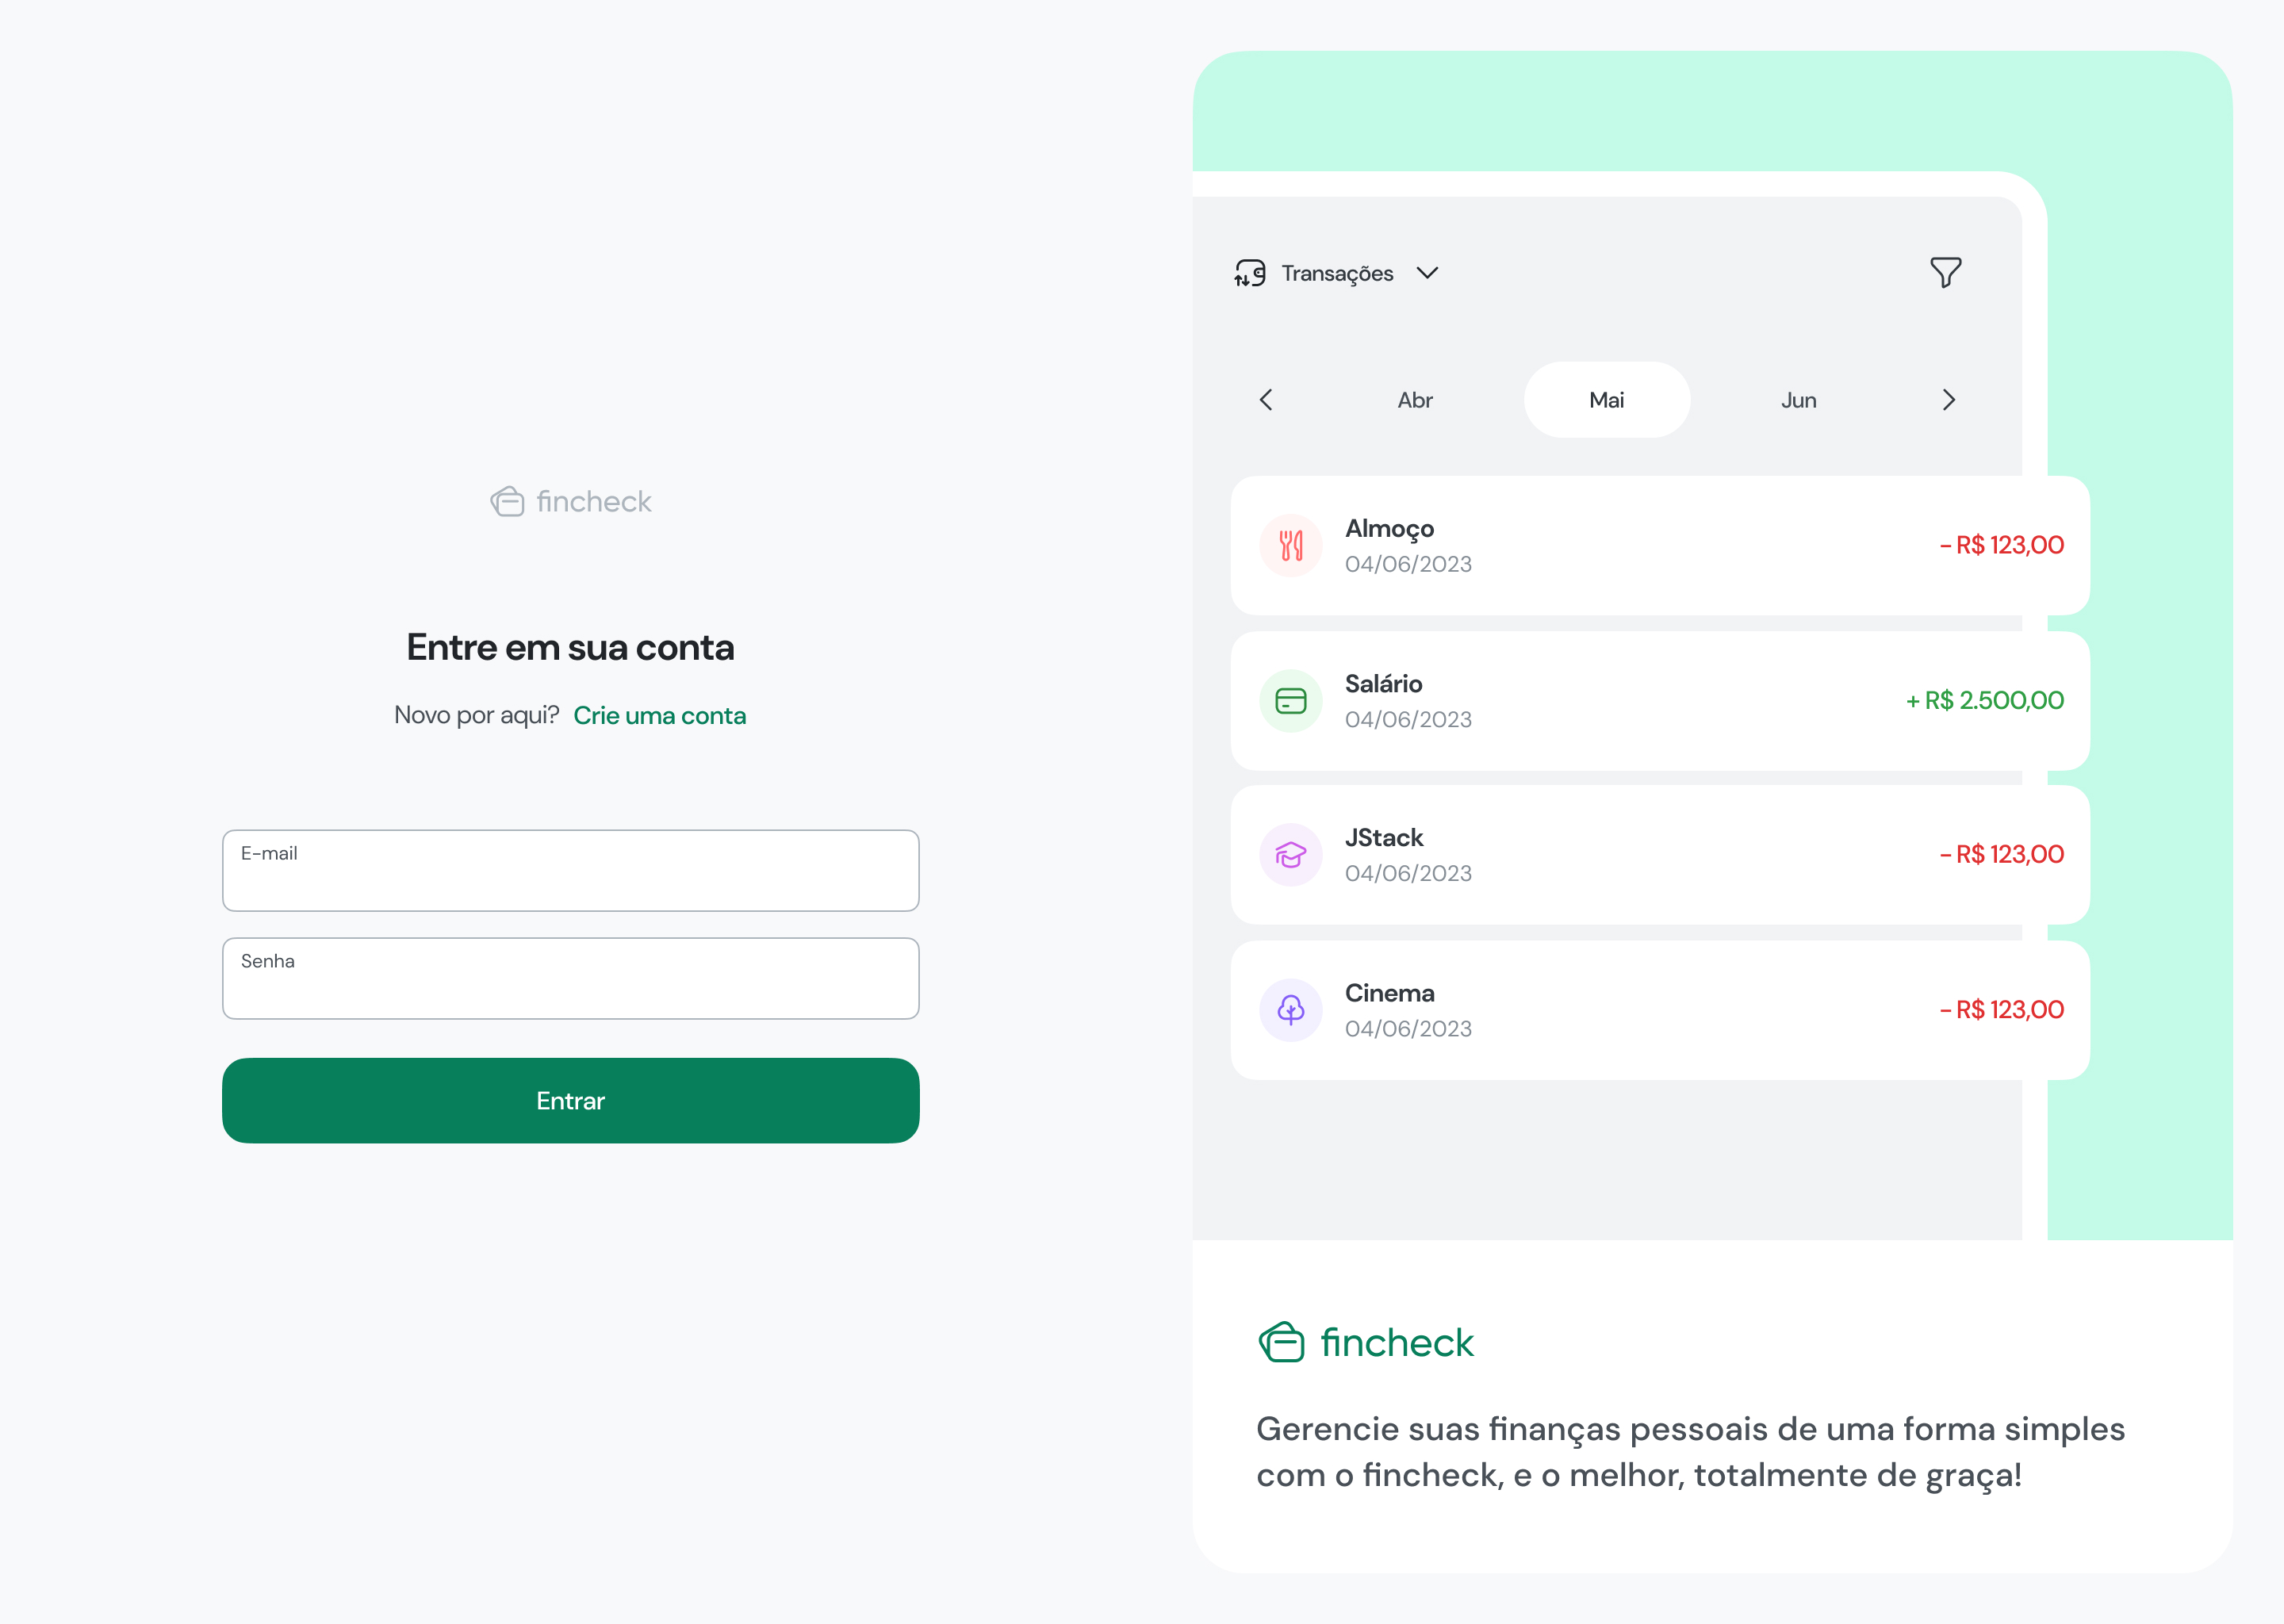 fincheck
Entre em sua conta
Novo por aqui? Crie uma conta
E-mail
Senha
Entrar
Transações
Abr Mai Jun
Almoço
04/06/2023
- R$ 123,00
Salário
04/06/2023
+ R$ 2.500,00
JStack
04/06/2023
- R$ 123,00
Cinema
04/06/2023
- R$ 123,00
fincheck
Gerencie suas finanças pessoais de uma forma simples
com o fincheck, e o melhor, totalmente de graça!